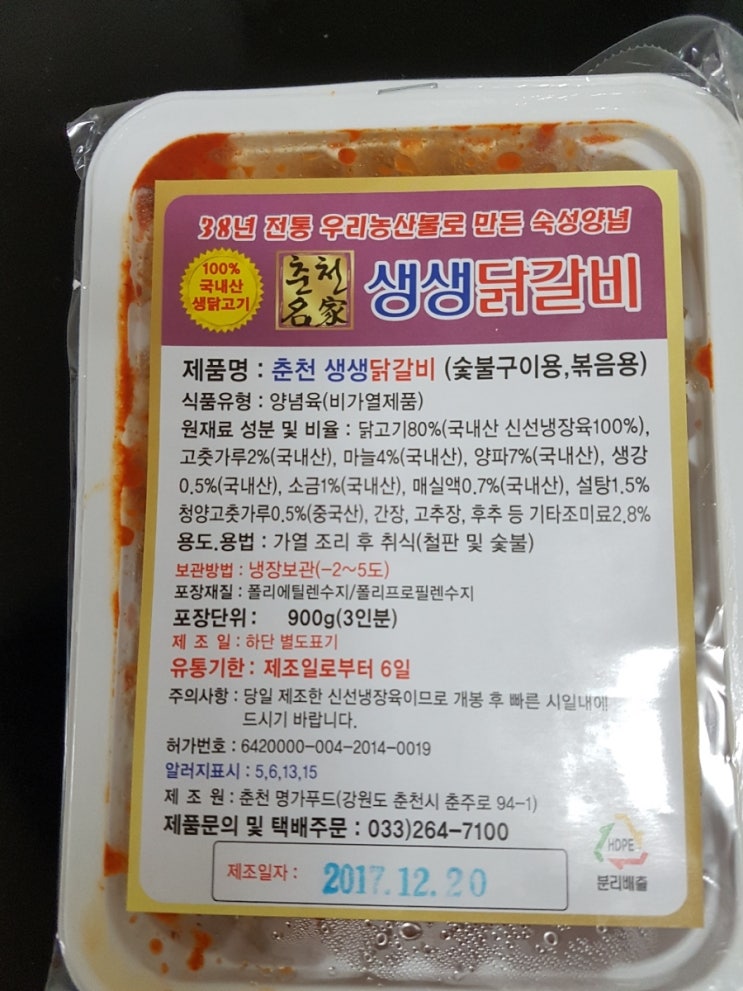 38년 전통 우리농산물로 만든 숙성양념
100%
국내산
생닭고기
춘천
名家
생생닭갈비
제품명 : 춘천 생생닭갈비 (숯불구이용,볶음용)
식품유형 : 양념육(비가열제품)
원재료 성분 및 비율 : 닭고기80%(국내산 신선냉장육100%),
고춧가루2%(국내산), 마늘4%(국내산), 양파7%(국내산), 생강
0.5%(국내산), 소금1%(국내산), 매실액0.7%(국내산), 설탕1.5%
청양고춧가루0.5%(중국산), 간장, 고추장, 후추 등 기타조미료2.8%
용도.용법 : 가열 조리 후 취식(철판 및 숯불)
보관방법 : 냉장보관(-2~5도)
포장재질 : 폴리에틸렌수지/폴리프로필렌수지
포장단위 : 900g(3인분)
제 조 일 : 하단 별도표기
유통기한 : 제조일로부터 6일
주의사항 : 당일 제조한 신선냉장육이므로 개봉 후 빠른 시일내에
드시기 바랍니다.
허가번호 : 6420000-004-2014-0019
알러지표시 : 5,6,13,15
제 조 원 : 춘천 명가푸드(강원도 춘천시 춘주로 94-1)
제품문의 및 택배주문 : 033)264-7100
HDPE
분리배출
제조일자 : 2017.12.20